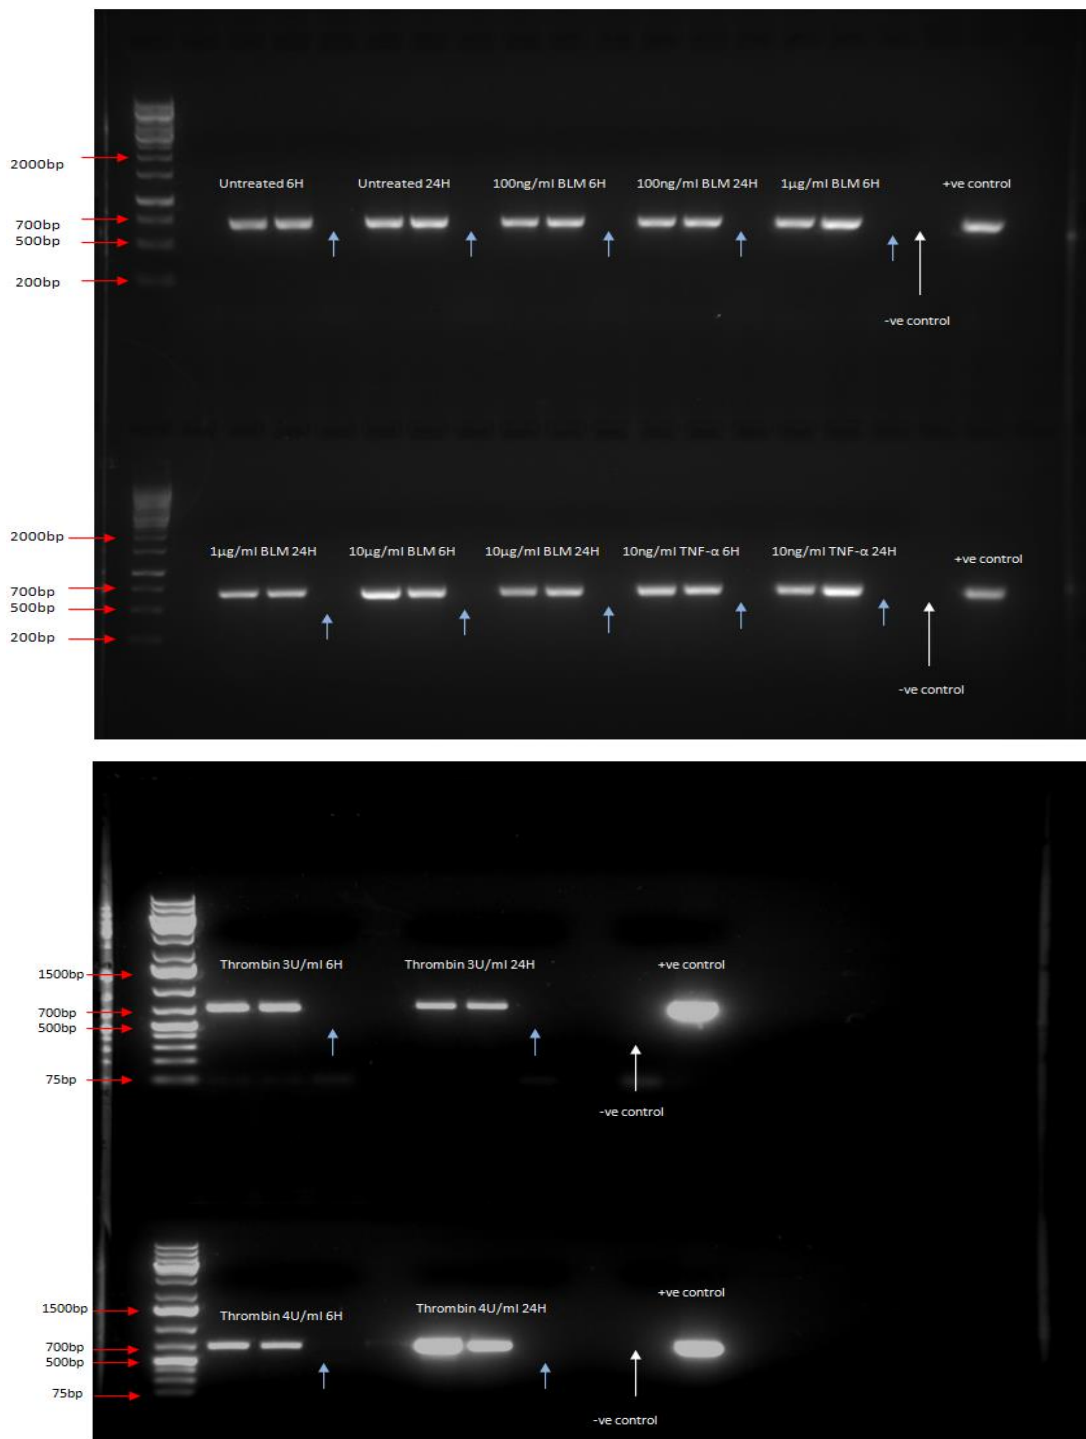 2000bp
Untreated 6H Untreated 24H 100ng/ml BLM 6H 100ng/ml BLM 24H 1µg/ml BLM 6H +ve control
700bp
500bp
200bp
-ve control
2000bp
1µg/ml BLM 24H 10µg/ml BLM 6H 10µg/ml BLM 24H 10ng/ml TNF-α 6H 10ng/ml TNF-α 24H +ve control
700bp
500bp
200bp
-ve control
Thrombin 3U/ml 6H Thrombin 3U/ml 24H +ve control
1500bp
700bp
500bp
75bp
-ve control
+ve control
1500bp
Thrombin 4U/ml 6H Thrombin 4U/ml 24H
700bp
500bp
75bp
-ve control